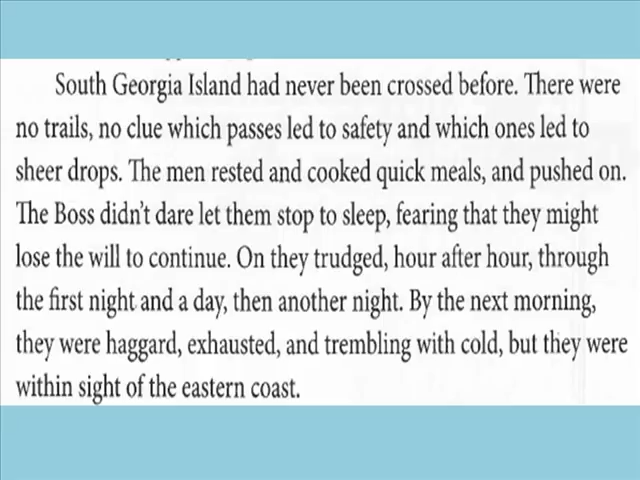 South Georgia Island had never been crossed before. There were
no trails, no clue which passes led to safety and which ones led to
sheer drops. The men rested and cooked quick meals, and pushed on.
The Boss didn't dare let them stop to sleep, fearing that they might
lose the will to continue. On they trudged, hour after hour, through
the first night and a day, then another night. By the next morning,
they were haggard, exhausted, and trembling with cold, but they were
within sight of the eastern coast.